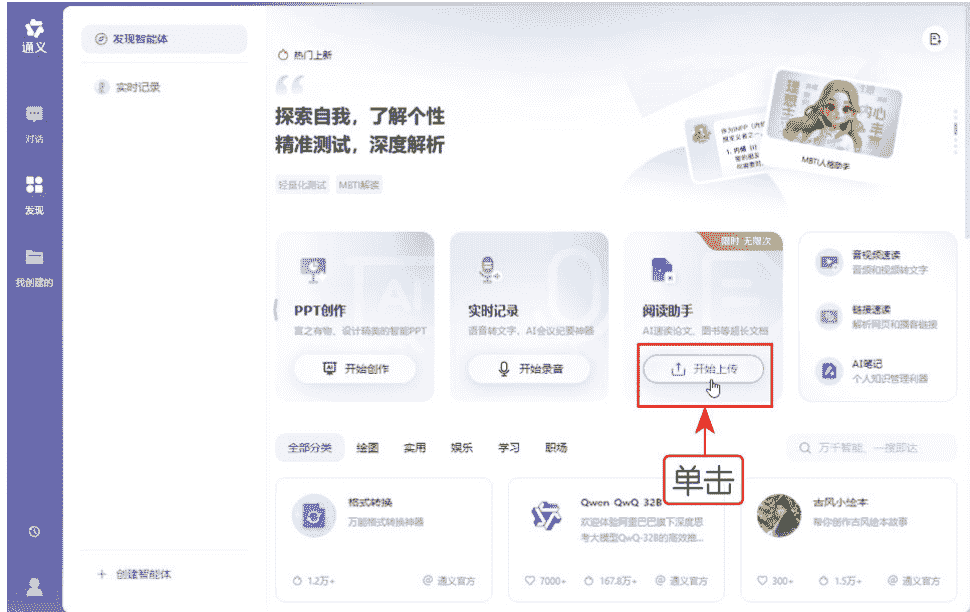 通义
对话
发现
我创建的
发现智能体
实时记录
创建智能体
热门上新
探索自我，了解个性
精准测试，深度解析
轻量化测试 MBTI解读
理想主
内心主
MBTI人格助手
PPT创作
言之有物、设计精美的智能PPT
开始创作
实时记录
语音转文字，AI会议纪要神器
开始录音
限时 无限次
阅读助手
AI速读论文、图书等超长文档
开始上传
音视频速读
音频和视频转文字
链接速读
解析网页和播客链接
AI笔记
个人知识管理利器
单击
全部分类 绘图 实用 娱乐 学习 职场
万千智能，一搜即达
格式转换
万能格式转换神器
1.2万+ @通义官方
Qwen QwQ 32B
欢迎体验阿里巴巴旗下深度思
考大模型QwQ-32B的高效推...
7000+ 167.8万+ @通义官方
古风小绘本
帮你创作古风绘本故事
300+ 1.5万+ @通义官方